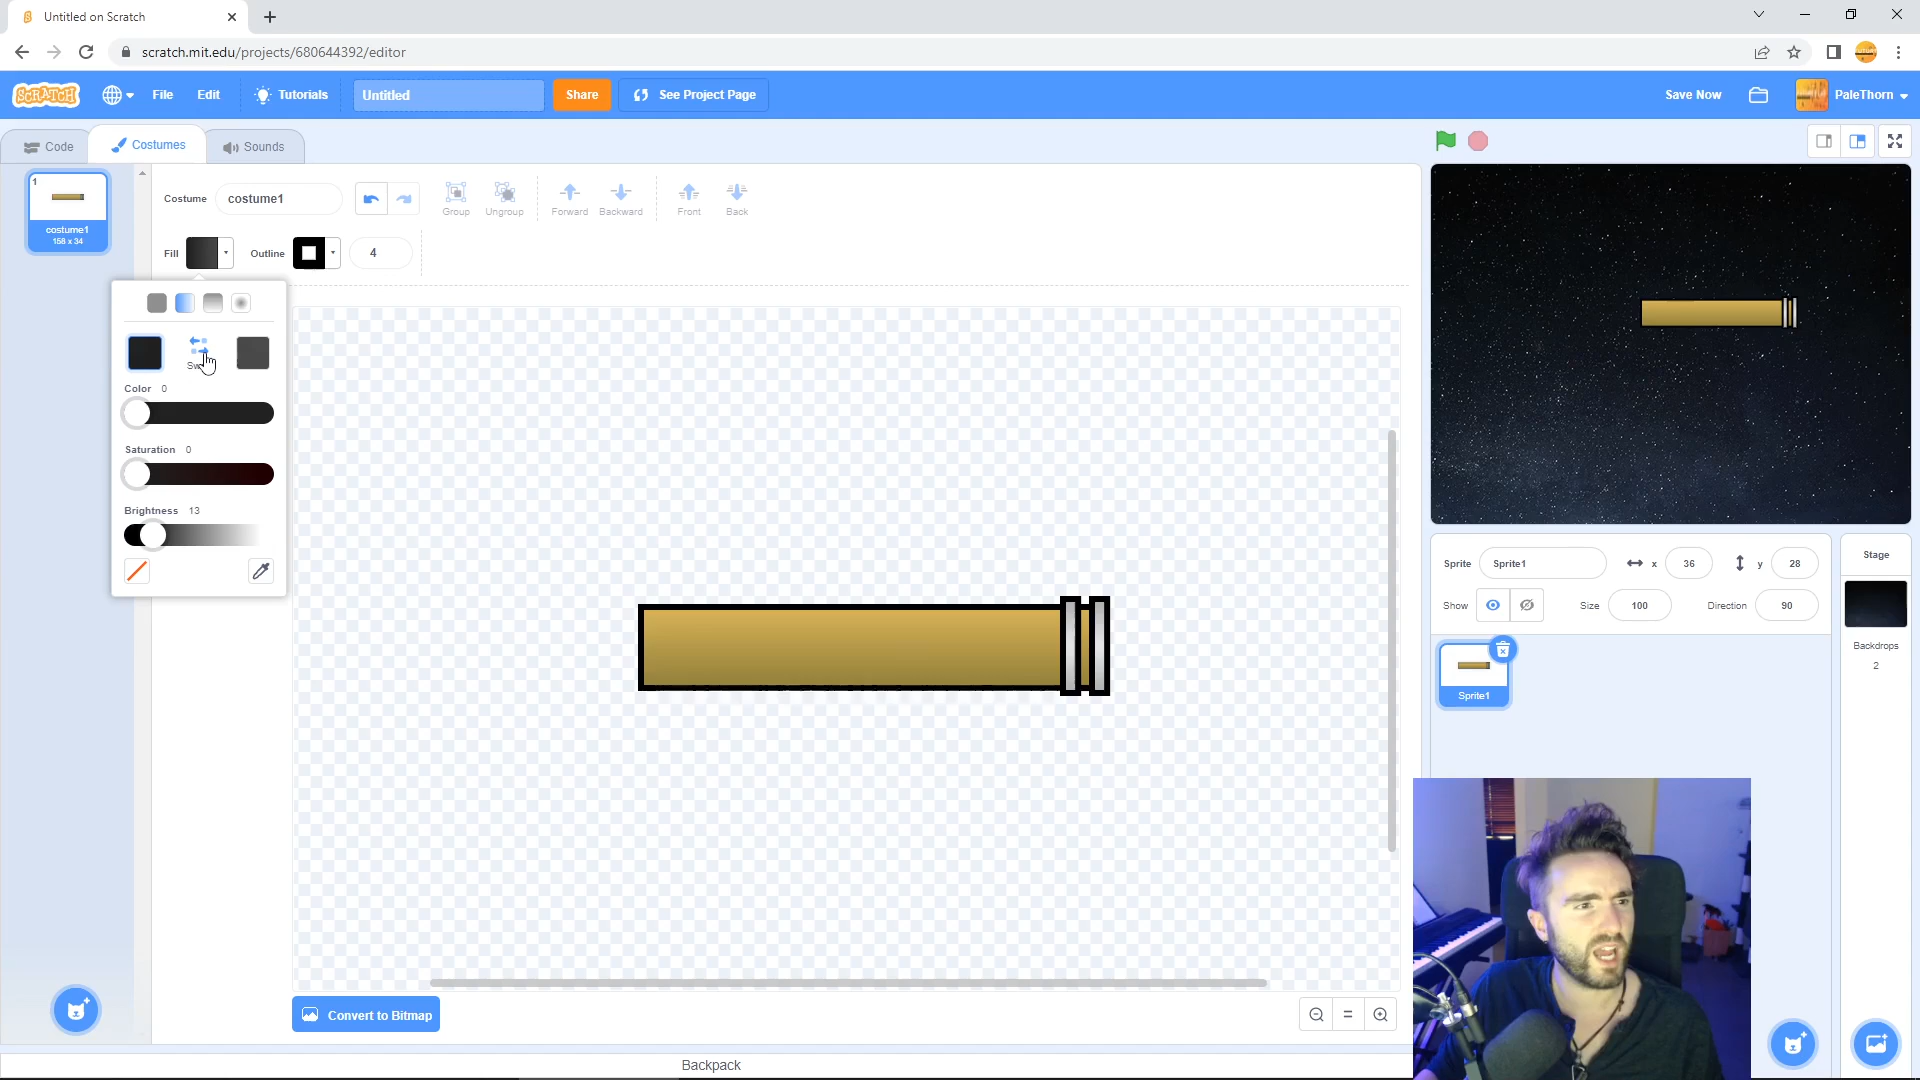 Untitled on Scratch
scratch.mit.edu/projects/680644392/editor
SCRATCH
File
Edit
Tutorials
Untitled
Share
See Project Page
Save Now
PaleThorn
Code
Costumes
Sounds
1
costume1
158 x 34
Costume
costume1
Group
Ungroup
Forward
Backward
Front
Back
Fill
Outline
4
Color 0
Saturation 0
Brightness 13
Convert to Bitmap
Backpack
Sprite
Sprite1
x
36
y
28
Show
Size
100
Direction
90
Sprite1
Stage
Backdrops
2